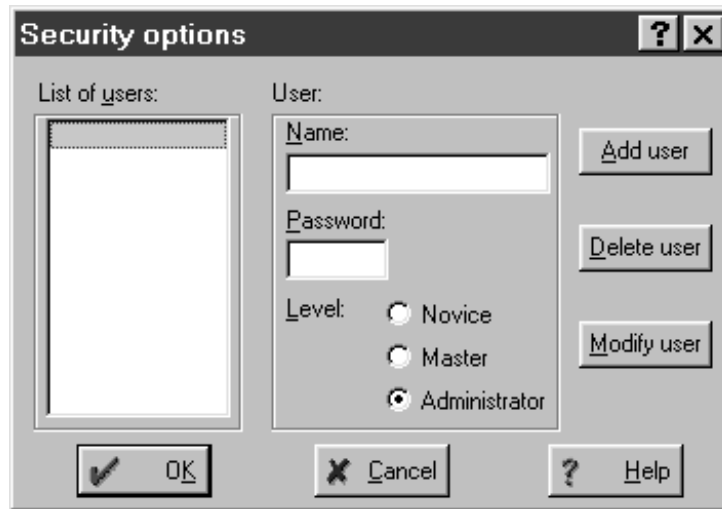 Security options
List of users:
User:
Name:
Add user
Password:
Delete user
Level:
Novice
Master
Modify user
Administrator
OK
Cancel
? Help